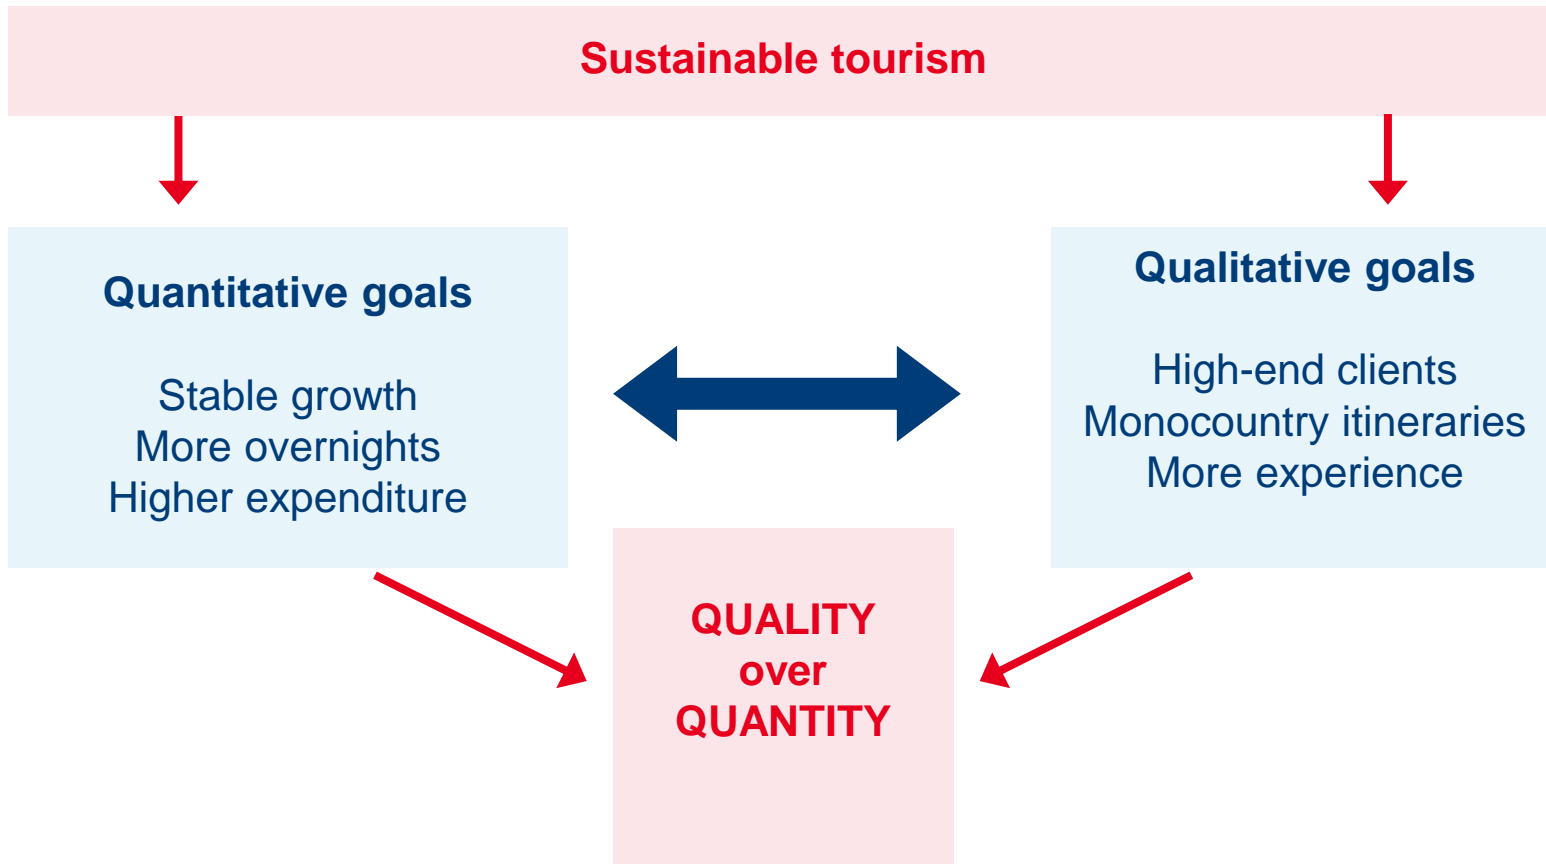 Sustainable tourism
Quantitative goals
Stable growth
More overnights
Higher expenditure
Qualitative goals
High-end clients
Monocountry itineraries
More experience
QUALITY
over
QUANTITY